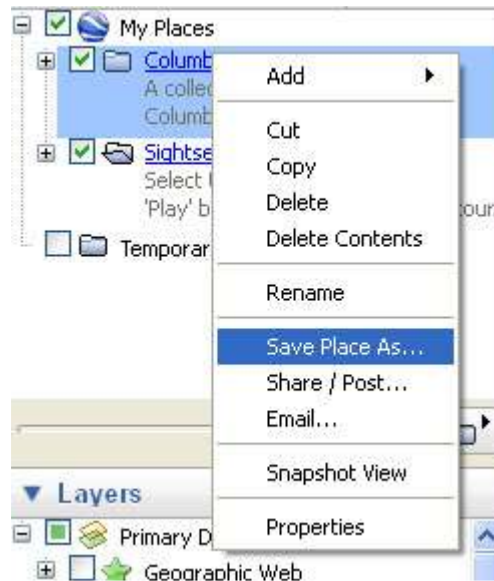 My Places
Columb
A collec
Columb
Sightse
Select
'Play' b
our
Temporar
Add
Cut
Copy
Delete
Delete Contents
Rename
Save Place As...
Share / Post...
Email...
Snapshot View
Properties
Layers
Primary D
Geographic Web